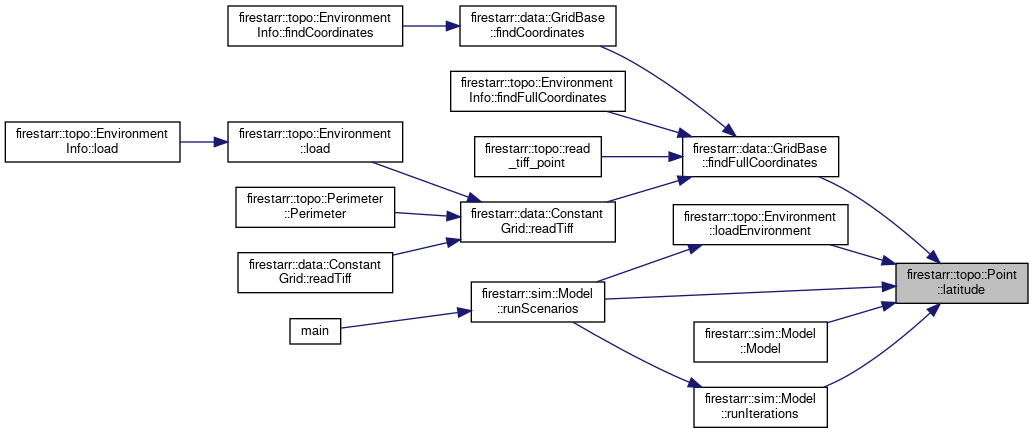 firestarr::topo::Environment
Info::findCoordinates
firestarr::data::GridBase
::findCoordinates
firestarr::topo::Environment
Info::findFullCoordinates
firestarr::topo::Environment
Info::load
firestarr::topo::Environment
::load
firestarr::topo::read
_tiff_point
firestarr::data::GridBase
::findFullCoordinates
firestarr::topo::Perimeter
::Perimeter
firestarr::data::Constant
Grid::readTiff
firestarr::topo::Environment
::loadEnvironment
firestarr::data::Constant
Grid::readTiff
firestarr::topo::Point
::latitude
firestarr::sim::Model
::runScenarios
main
firestarr::sim::Model
::Model
firestarr::sim::Model
::runIterations